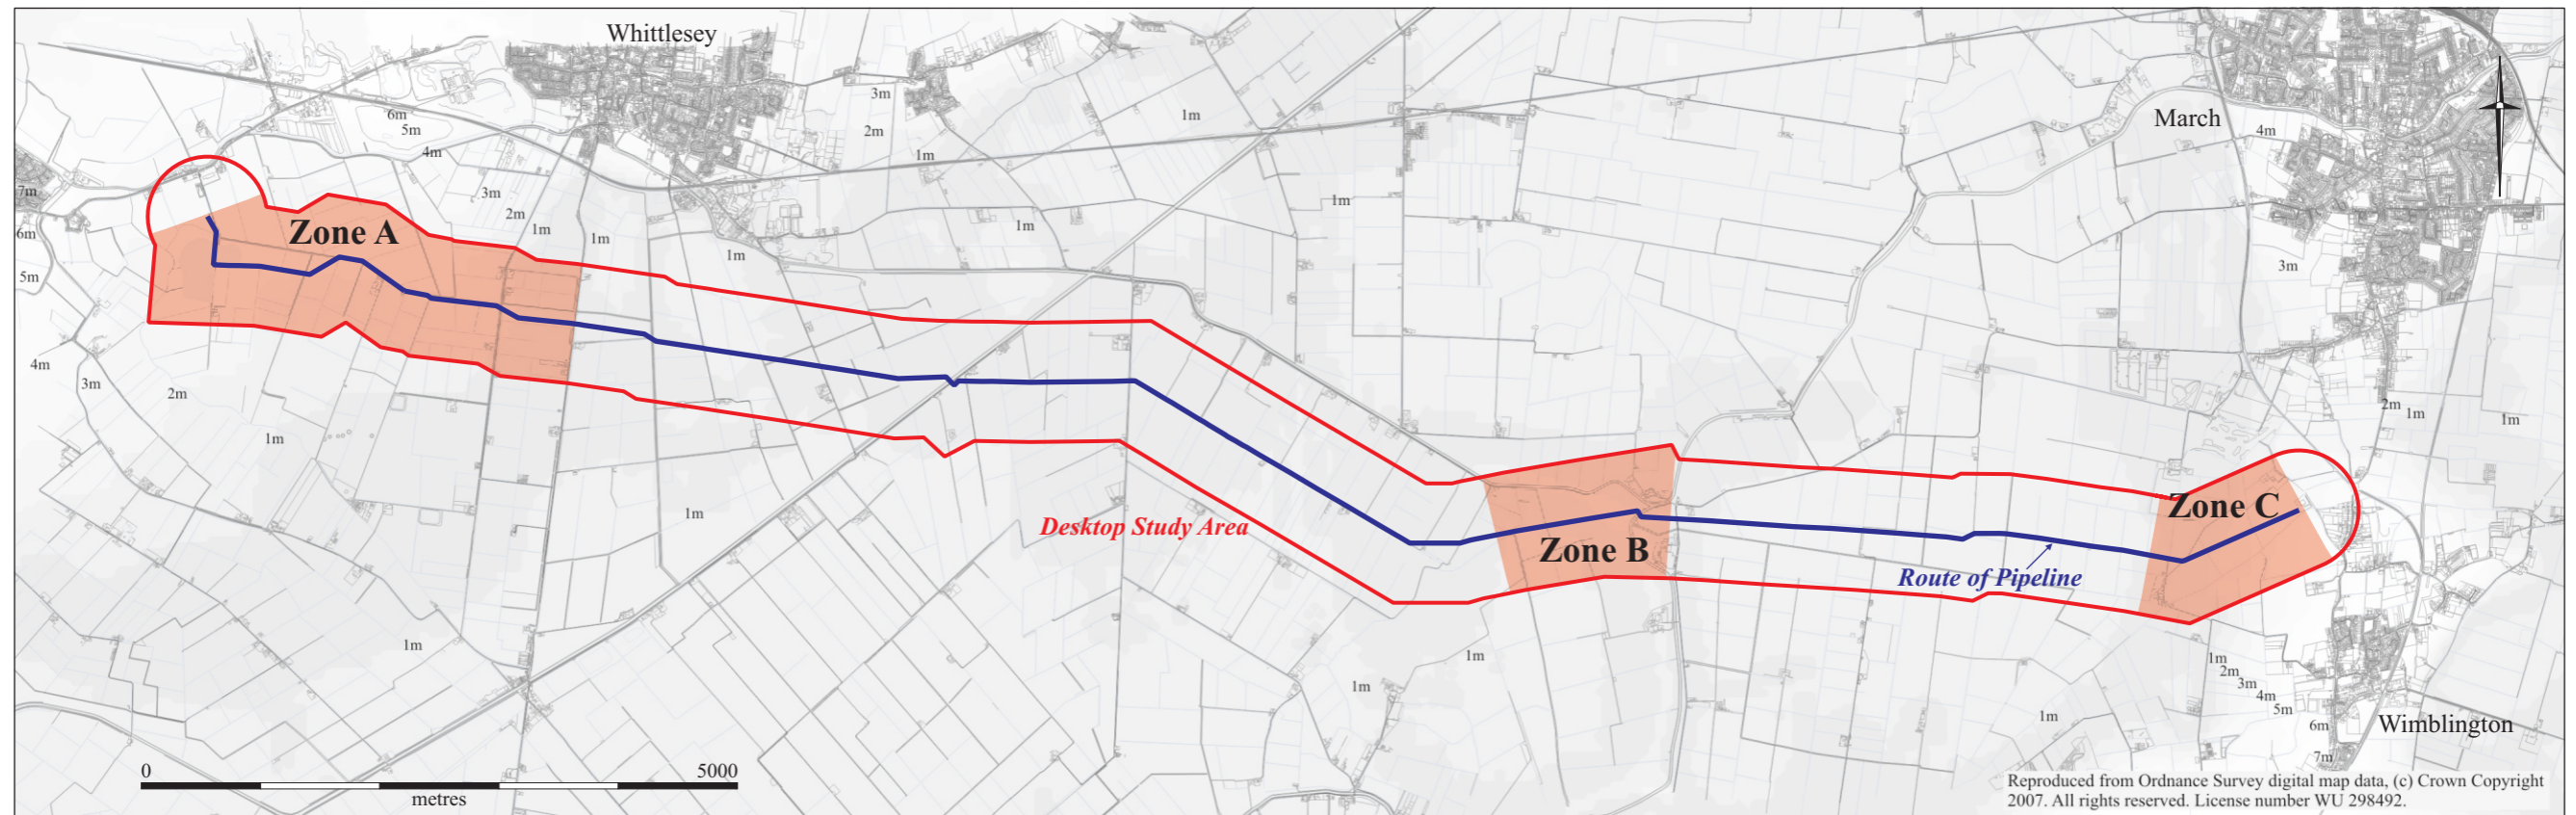 Whittlesey
3m
6m
5m
2m
1m
March
4m
4m
1m
7m
3m
1m
2m
Zone A
1m
1m
1m
6m
1m
3m
5m
4m
3m
2m
2m
1m
1m
1m
1m
Zone C
Desktop Study Area
Zone B
Route of Pipeline
1m
1m
1m
1m
2m
3m
4m
5m
1m
6m
Wimblington
7m
0
5000
metres
Reproduced from Ordnance Survey digital map data, (c) Crown Copyright
2007. All rights reserved. License number WU 298492.